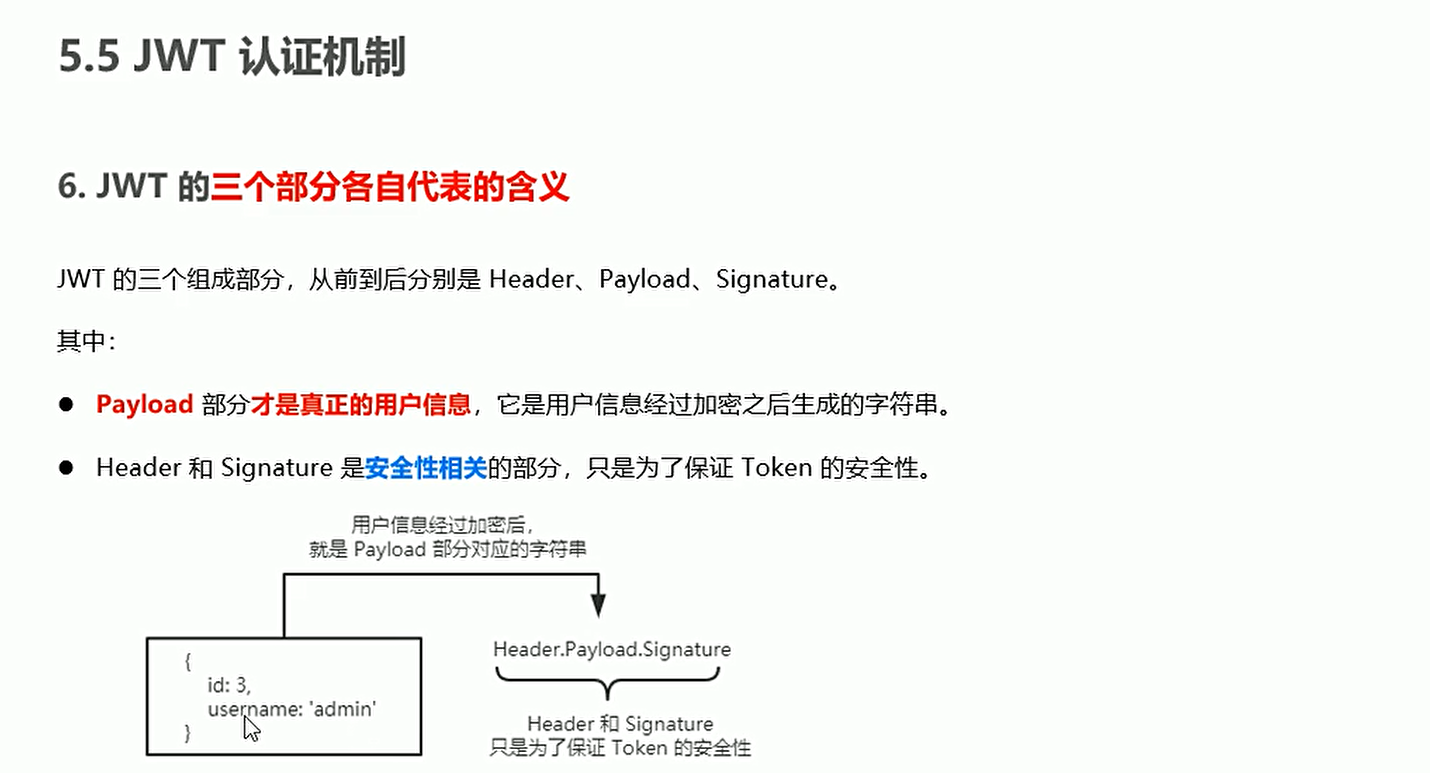 5.5 JWT 认证机制
6. JWT 的三个部分各自代表的含义
JWT 的三个组成部分，从前到后分别是 Header、Payload、Signature。
其中：
● Payload 部分才是真正的用户信息，它是用户信息经过加密之后生成的字符串。
● Header 和 Signature 是安全性相关的部分，只是为了保证 Token 的安全性。
用户信息经过加密后，
就是 Payload 部分对应的字符串
{
id: 3,
username: 'admin'
}
Header.Payload.Signature
Header 和 Signature
只是为了保证 Token 的安全性